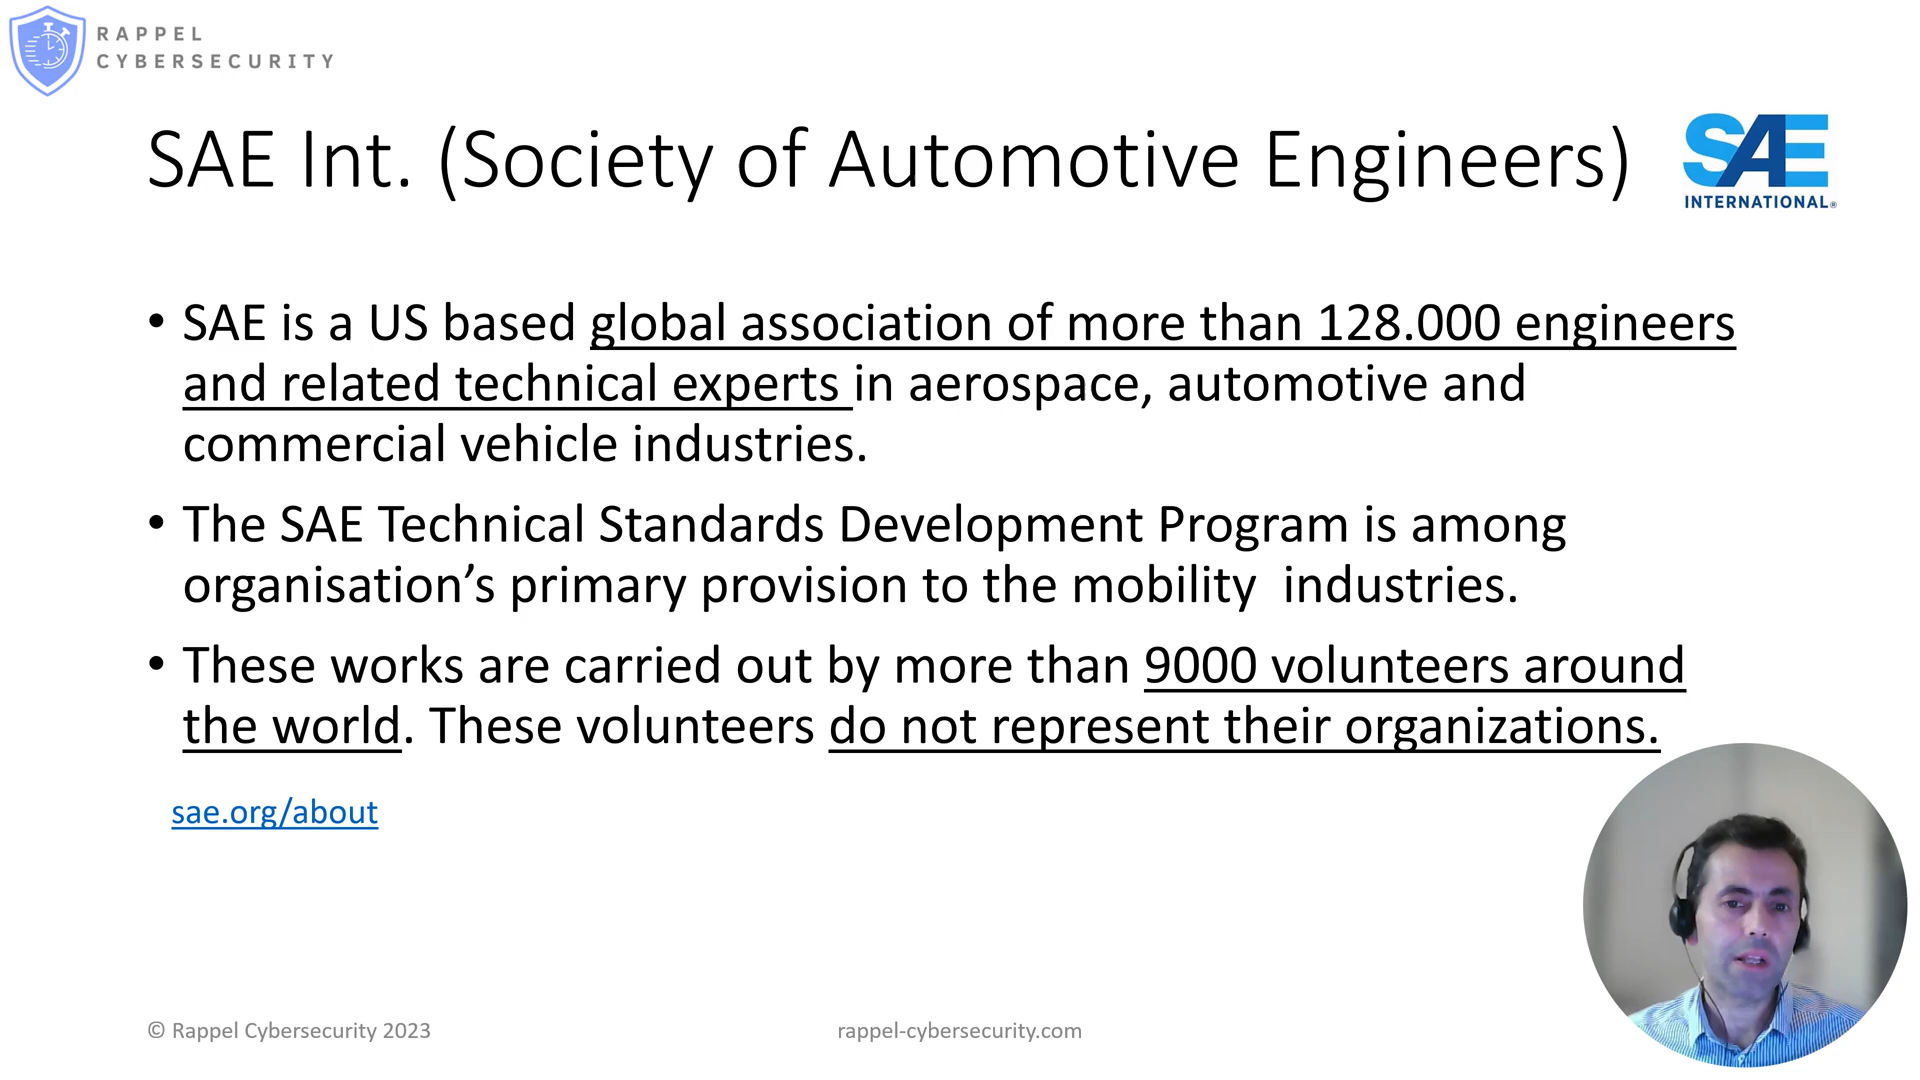 RAPPEL
CYBERSECURITY
SAE Int. (Society of Automotive Engineers)
SAE
INTERNATIONAL®
• SAE is a US based global association of more than 128.000 engineers
and related technical experts in aerospace, automotive and
commercial vehicle industries.
• The SAE Technical Standards Development Program is among
organisation’s primary provision to the mobility  industries.
• These works are carried out by more than 9000 volunteers around
the world. These volunteers do not represent their organizations.
sae.org/about
© Rappel Cybersecurity 2023
rappel-cybersecurity.com